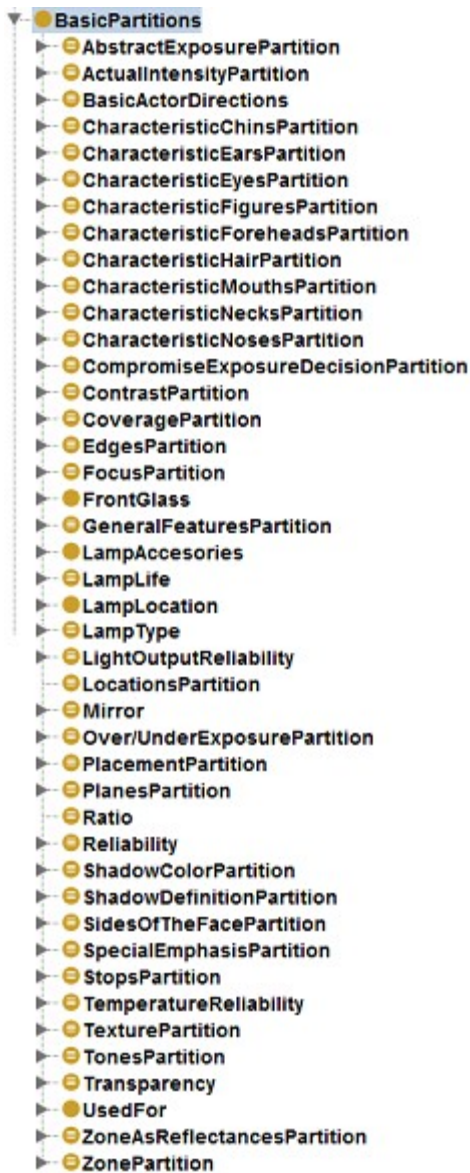 BasicPartitions
AbstractExposurePartition
ActualIntensityPartition
BasicActorDirections
CharacteristicChinsPartition
CharacteristicEarsPartition
CharacteristicEyesPartition
CharacteristicFiguresPartition
CharacteristicForeheadsPartition
CharacteristicHairPartition
CharacteristicMouthsPartition
CharacteristicNecksPartition
CharacteristicNosesPartition
CompromiseExposureDecisionPartition
ContrastPartition
CoveragePartition
EdgesPartition
FocusPartition
FrontGlass
GeneralFeaturesPartition
LampAccesories
LampLife
LampLocation
LampType
LightOutputReliability
LocationsPartition
Mirror
Over/UnderExposurePartition
PlacementPartition
PlanesPartition
Ratio
Reliability
ShadowColorPartition
ShadowDefinitionPartition
SidesOfTheFacePartition
SpecialEmphasisPartition
StopsPartition
TemperatureReliability
TexturePartition
TonesPartition
Transparency
UsedFor
ZoneAsReflectancesPartition
ZonePartition